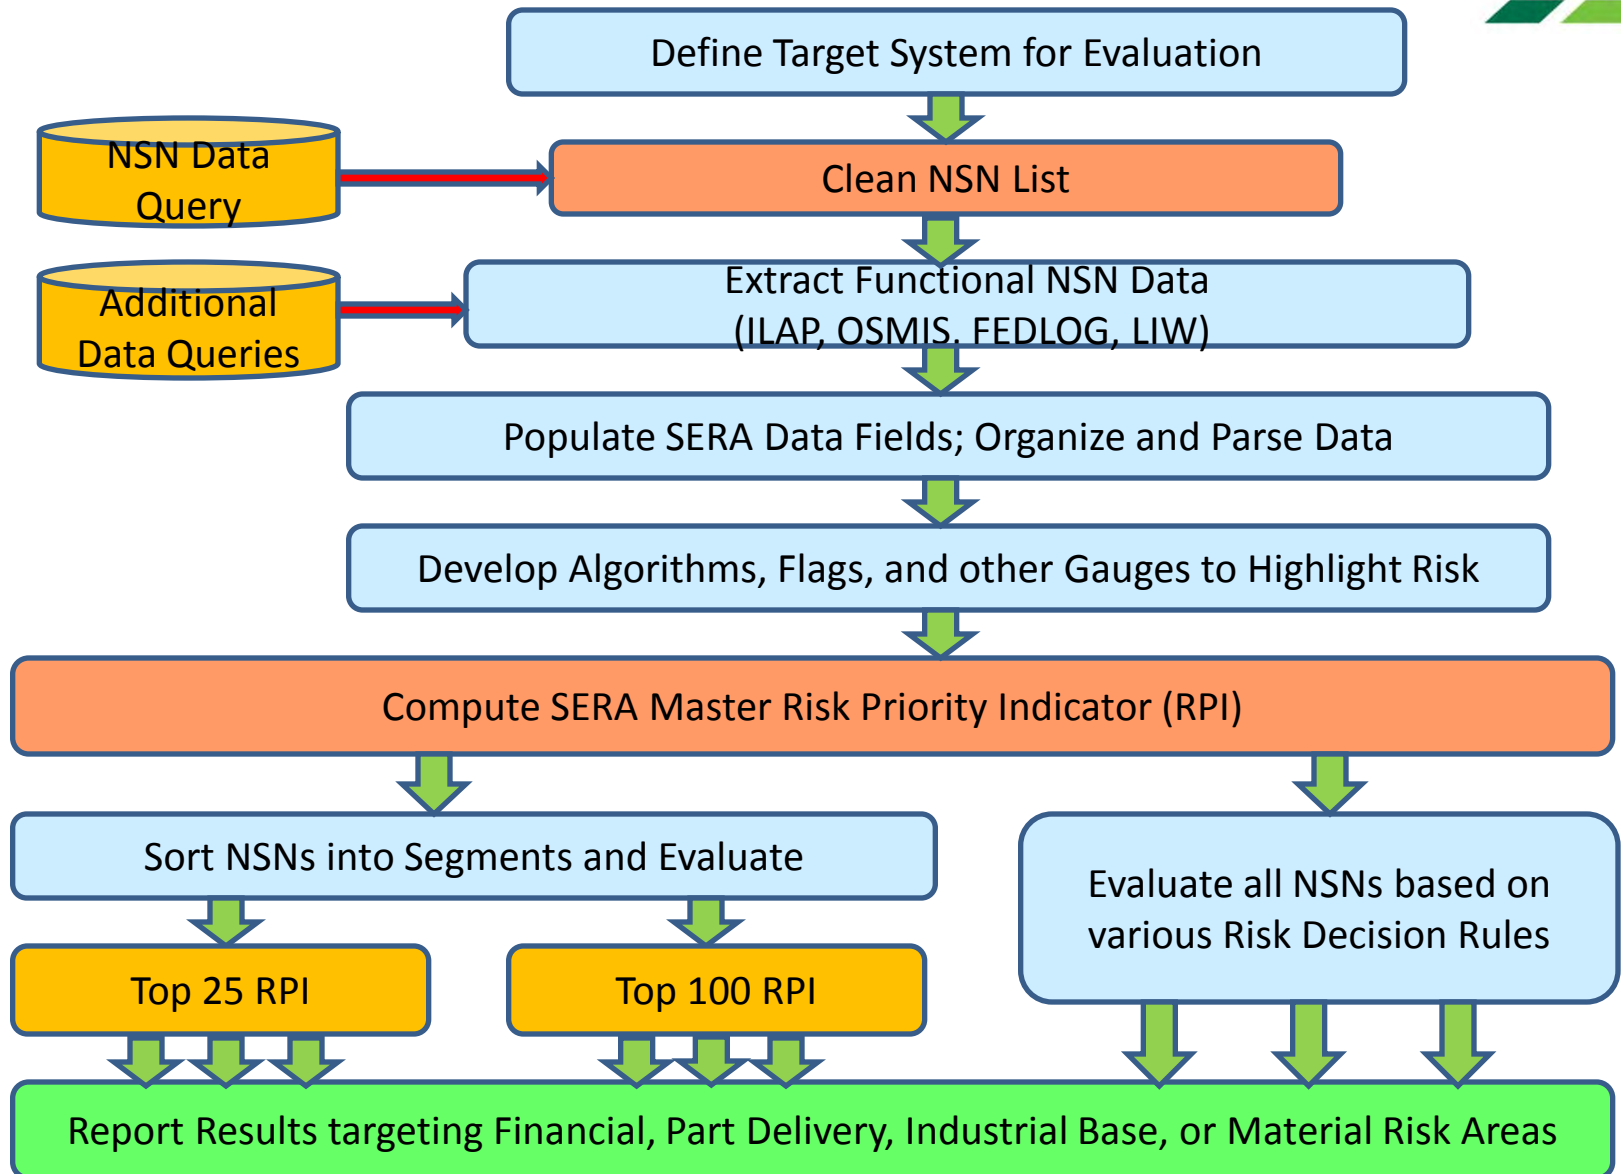 Define Target System for Evaluation
NSN Data
Query
Clean NSN List
Additional
Data Queries
Extract Functional NSN Data
(ILAP, OSMIS. FEDLOG, LIW)
Populate SERA Data Fields; Organize and Parse Data
Develop Algorithms, Flags, and other Gauges to Highlight Risk
Compute SERA Master Risk Priority Indicator (RPI)
Sort NSNs into Segments and Evaluate
Evaluate all NSNs based on
various Risk Decision Rules
Top 25 RPI
Top 100 RPI
Report Results targeting Financial, Part Delivery, Industrial Base, or Material Risk Areas